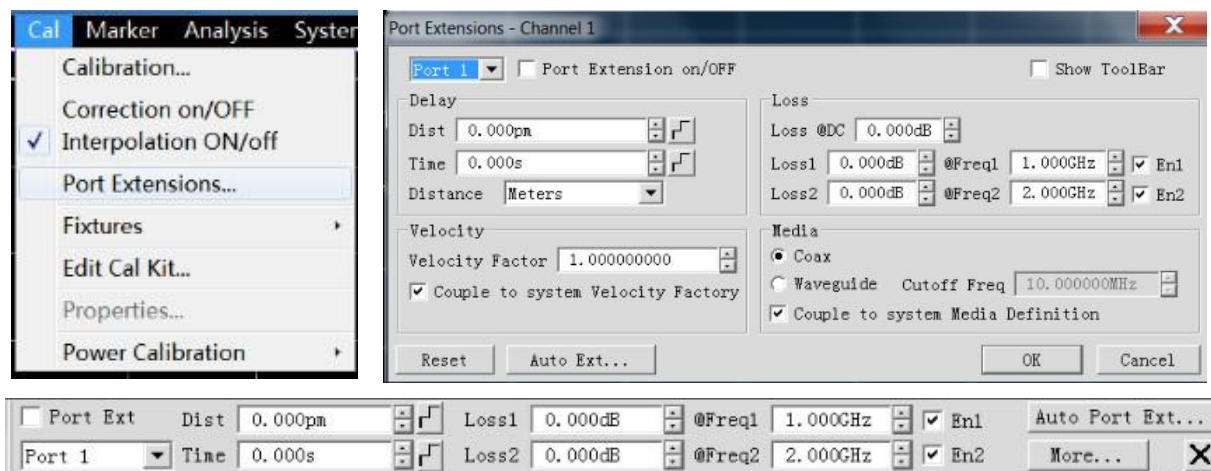 Cal Marker Analysis Syster
Calibration...
Correction on/OFF
Interpolation ON/off
Port Extensions...
Fixtures
Edit Cal Kit...
Properties...
Power Calibration
Port Extensions - Channel 1
Port 1 Port Extension on/OFF Show ToolBar
Delay
Dist 0.000pm
Time 0.000s
Distance Meters
Loss
Loss @DC 0.000dB
Loss1 0.000dB @Freq1 1.000GHz En1
Loss2 0.000dB @Freq2 2.000GHz En2
Velocity
Velocity Factor 1.000000000
Couple to system Velocity Factory
Media
Coax
Waveguide Cutoff Freq 10.000000MHz
Couple to system Media Definition
Reset Auto Ext... OK Cancel
Port Ext Dist 0.000pm Loss1 0.000dB @Freq1 1.000GHz En1 Auto Port Ext...
Port 1 Time 0.000s Loss2 0.000dB @Freq2 2.000GHz En2 More...